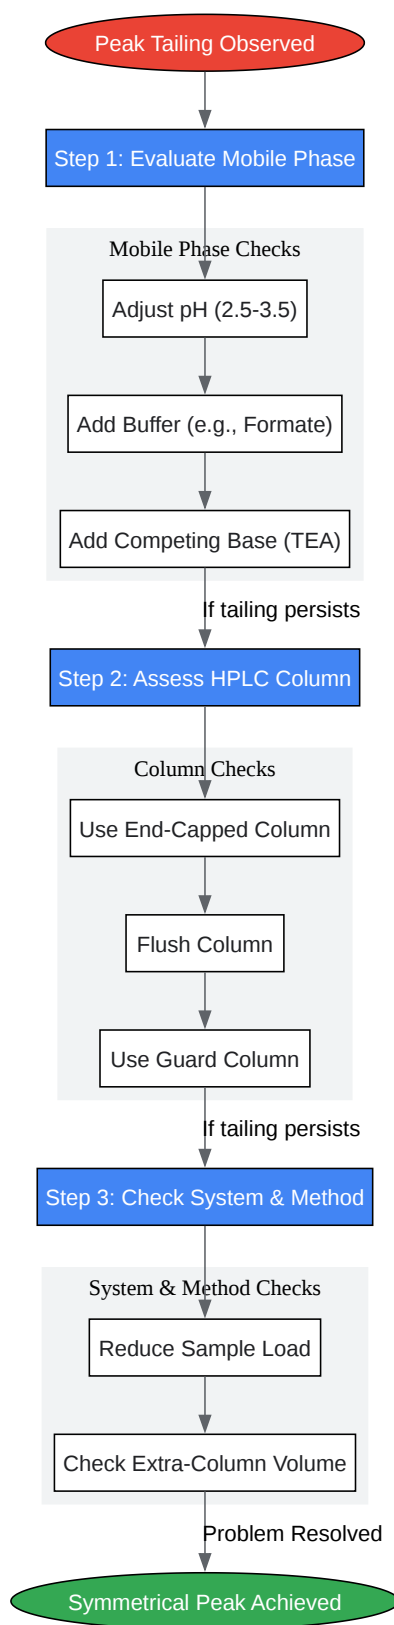 Peak Tailing Observed
Step 1: Evaluate Mobile Phase
Mobile Phase Checks
Adjust pH (2.5-3.5)
Add Buffer (e.g., Formate)
Add Competing Base (TEA)
If tailing persists
Step 2: Assess HPLC Column
Column Checks
Use End-Capped Column
Flush Column
Use Guard Column
If tailing persists
Step 3: Check System & Method
System & Method Checks
Reduce Sample Load
Check Extra-Column Volume
Problem Resolved
Symmetrical Peak Achieved